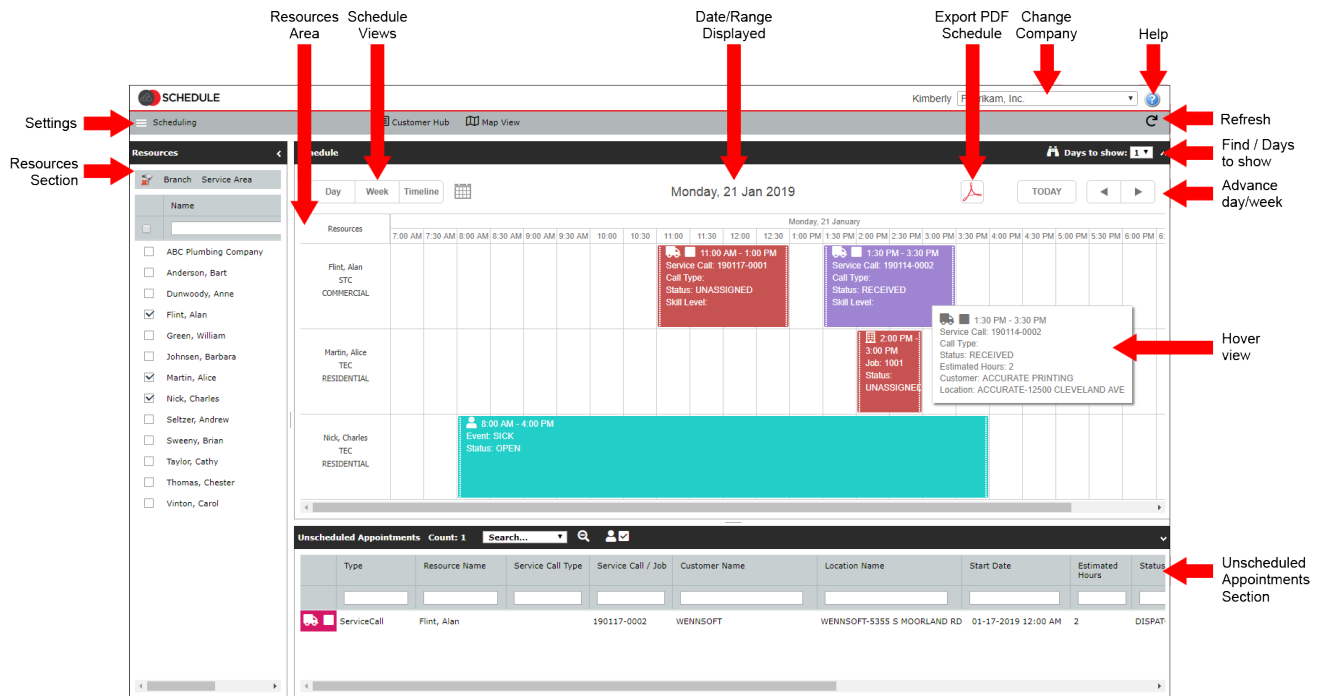 Resources Area
Schedule Views
Date/Range Displayed
Export PDF Schedule
Change Company
Help
SCHEDULE
Kimberly
rikam, Inc.
Settings
Scheduling
Customer Hub
Map View
Refresh
Resources
Schedule
Days to show: 1
Find / Days to show
Resources Section
Branch Service Area
Name
Day
Week
Timeline
Monday, 21 Jan 2019
TODAY
Advance day/week
Resources
Monday, 21 January
7:00 AM 7:30 AM 8:00 AM 8:30 AM 9:00 AM 9:30 AM 10:00 10:30 11:00 11:30 12:00 12:30 1:00 PM 1:30 PM 2:00 PM 2:30 PM 3:00 PM 3:30 PM 4:00 PM 4:30 PM 5:00 PM 5:30 PM 6:00 PM 6:
ABC Plumbing Company
Anderson, Bart
Dunwoody, Anne
Flint, Alan
Green, William
Johnsen, Barbara
Martin, Alice
Nick, Charles
Seltzer, Andrew
Sweeny, Brian
Taylor, Cathy
Thomas, Chester
Vinton, Carol
Flint, Alan
STC
COMMERCIAL
11:00 AM - 1:00 PM
Service Call: 190117-0001
Call Type:
Status: UNASSIGNED
Skill Level:
1:30 PM - 3:30 PM
Service Call: 190114-0002
Call Type:
Status: RECEIVED
Skill Level:
Martin, Alice
TEC
RESIDENTIAL
2:00 PM -
3:00 PM
Job: 1001
Status:
UNASSIGNED
1:30 PM - 3:30 PM
Service Call: 190114-0002
Call Type:
Status: RECEIVED
Estimated Hours: 2
Customer: ACCURATE PRINTING
Location: ACCURATE-12500 CLEVELAND AVE
Hover view
Nick, Charles
TEC
RESIDENTIAL
8:00 AM - 4:00 PM
Event: SICK
Status: OPEN
Unscheduled Appointments Count: 1 Search...
Type
Resource Name
Service Call Type
Service Call / Job
Customer Name
Location Name
Start Date
Estimated Hours
Status
Unscheduled Appointments Section
ServiceCall
Flint, Alan
190117-0002
WENNSOFT
WENNSOFT-5355 S MOORLAND RD
01-17-2019 12:00 AM
2
DISPAT